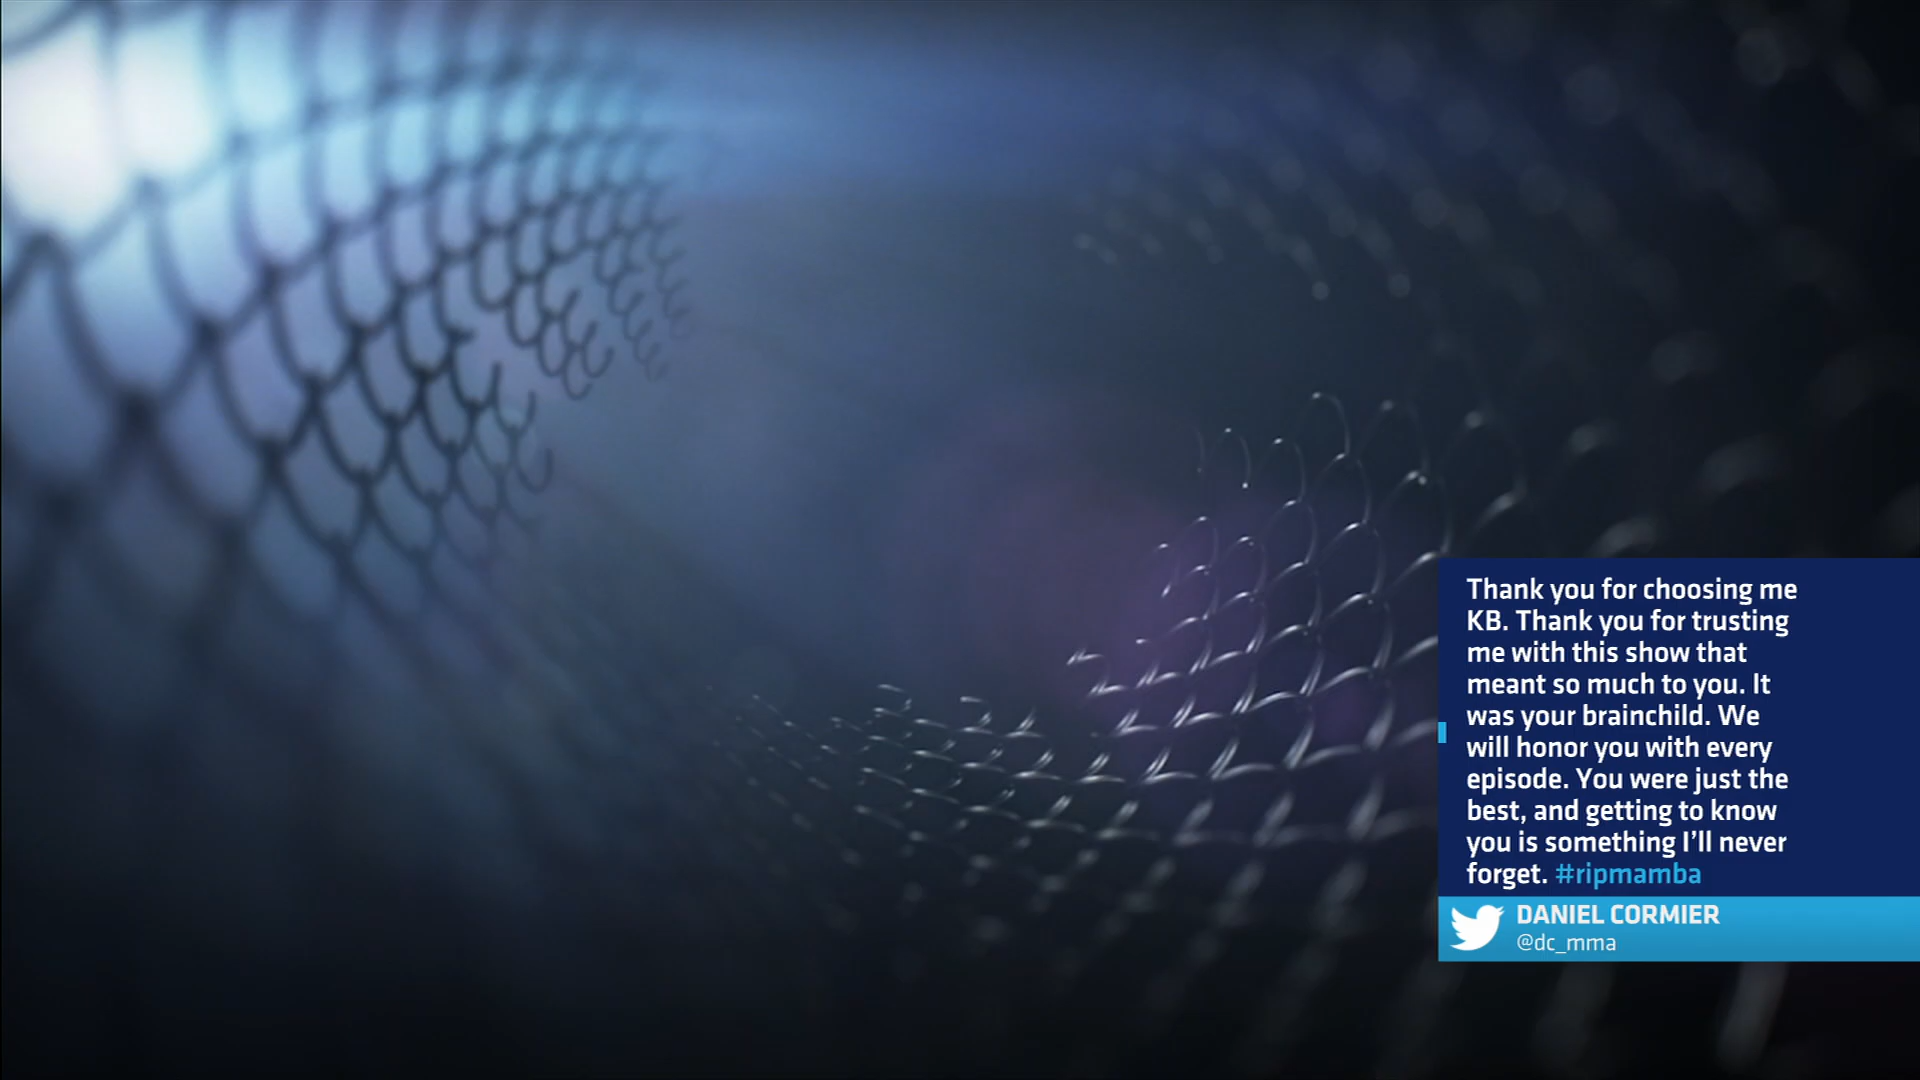 Thank you for choosing me
KB. Thank you for trusting
me with this show that
meant so much to you. It
was your brainchild. We
will honor you with every
episode. You were just the
best, and getting to know
you is something I’ll never
forget. #ripmamba
DANIEL CORMIER
@dc_mma